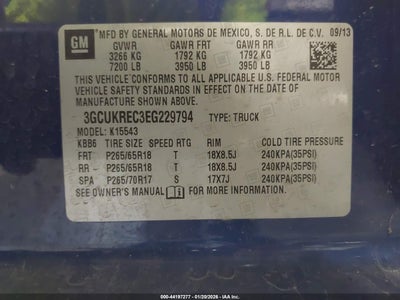 GM
MFD BY GENERAL MOTORS DE MEXICO, S. DE R.L. DE C.V. 09/13
GVWR GAWR FRT GAWR RR
3266 KG 1792 KG 1792 KG
7200 LB 3950 LB 3950 LB
THIS VEHICLE CONFORMS TO ALL APPLICABLE U.S. FEDERAL MOTOR
VEHICLE SAFETY STANDARDS IN EFFECT ON THE DATE OF
MANUFACTURE SHOWN ABOVE.
3GCUKREC3EG229794 TYPE: TRUCK
MODEL: K15543
KBB6 TIRE SIZE SPEED RTG RIM COLD TIRE PRESSURE
FRT P265/65R18 T 18X8.5J 240KPA(35PSI)
RR P265/65R18 T 18X8.5J 240KPA(35PSI)
SPA P265/70R17 S 17X7J 240KPA(35PSI)
SEE OWNER'S MANUAL FOR ADDITIONAL INFORMATION.
ID: 000-44197277 - 01/20/2026 - IAA Inc.